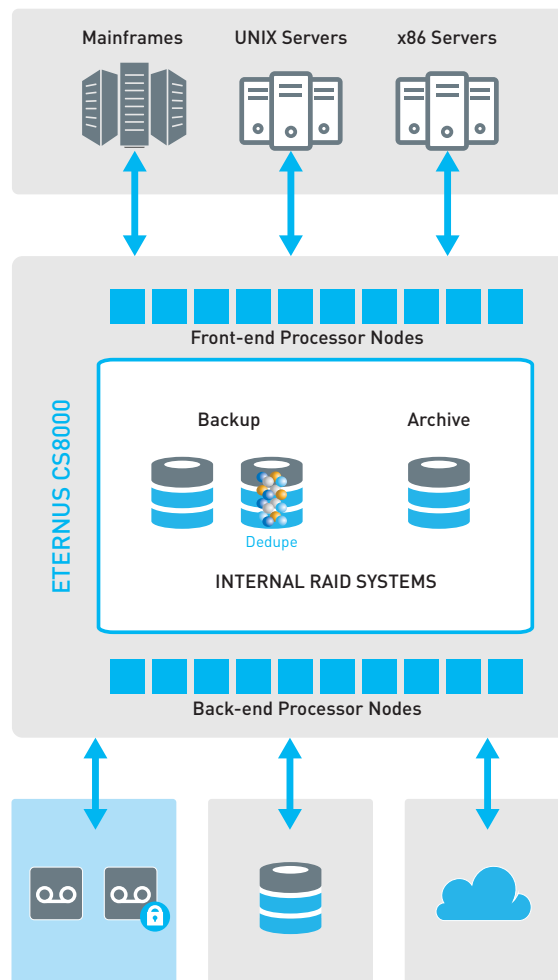 Mainframes
UNIX Servers
x86 Servers
Front-end Processor Nodes
ETERNUS CS8000
Backup
Archive
Dedupe
INTERNAL RAID SYSTEMS
Back-end Processor Nodes